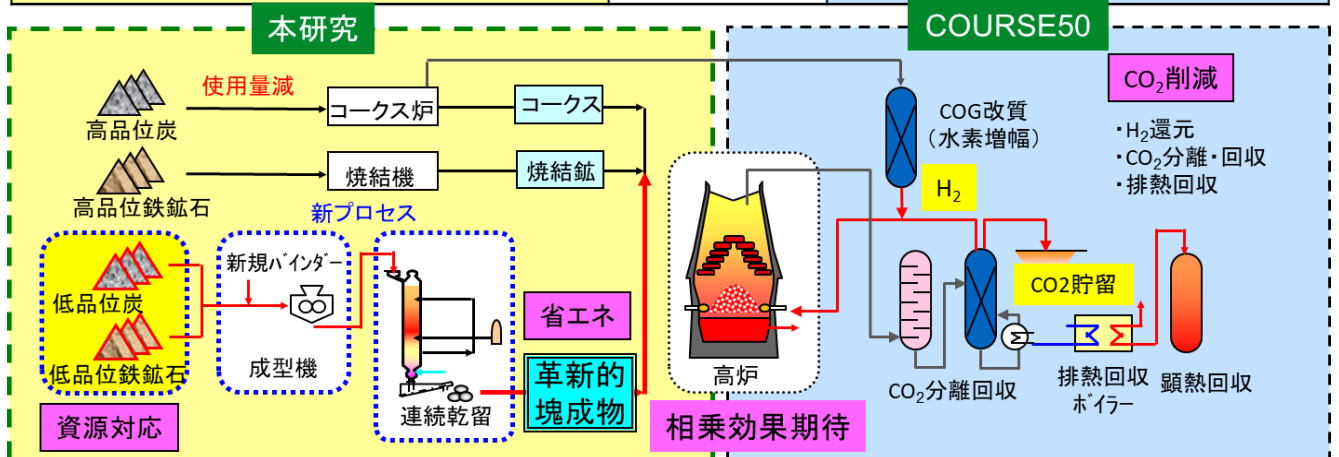 本研究
COURSE50
使用量減
高品位炭
コークス炉
コークス
COG改質
(水素増幅)
CO₂削減
・H₂還元
・CO₂分離・回収
・排熱回収
高品位鉄鉱石
焼結機
焼結鉱
H₂
新プロセス
低品位炭
新規バインダー
低品位鉄鉱石
成型機
連続乾留
省エネ
革新的
塊成物
高炉
CO2貯留
CO₂分離回収
排熱回収
ボイラー
顕熱回収
資源対応
相乗効果期待